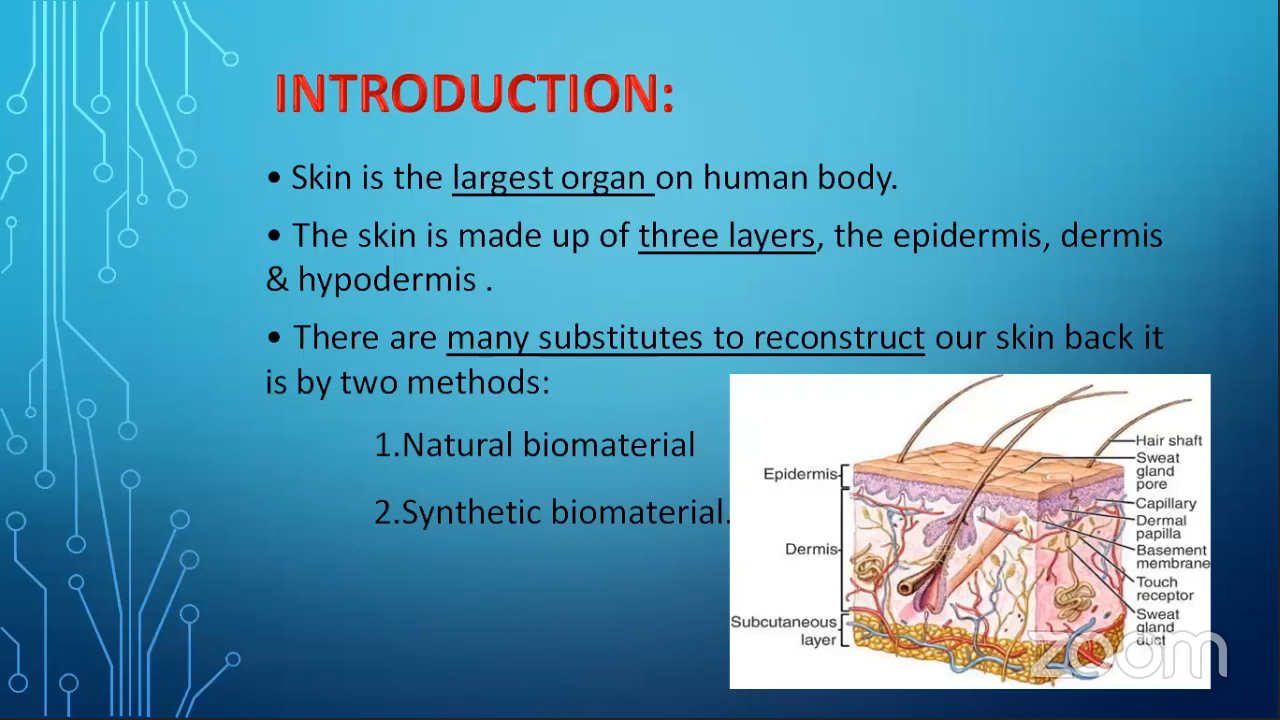 INTRODUCTION:
• Skin is the largest organ on human body.
• The skin is made up of three layers, the epidermis, dermis
& hypodermis .
• There are many substitutes to reconstruct our skin back it
is by two methods:
1.Natural biomaterial
2.Synthetic biomaterial.
Epidermis
Dermis
Subcutaneous
layer
Hair shaft
Sweat
gland
pore
Capillary
Dermal
papilla
Basement
membrane
Touch
receptor
Sweat
gland
duct
zoom